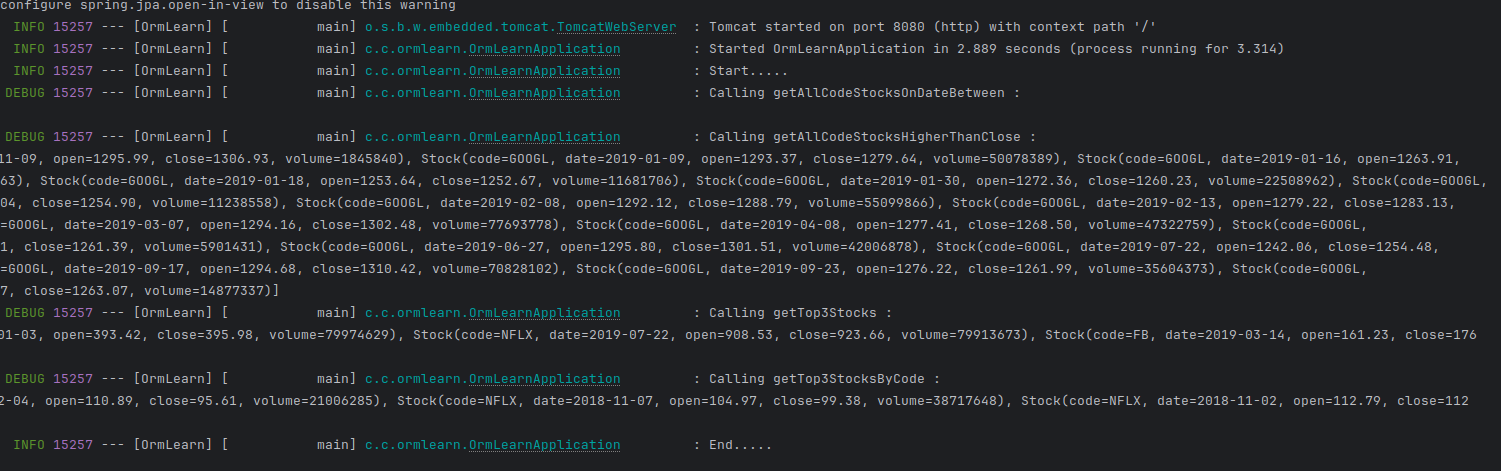 configure spring.jpa.open-in-view to disable this warning
INFO 15257 --- [OrmLearn] [ main] o.s.b.w.embedded.tomcat.TomcatWebServer : Tomcat started on port 8080 (http) with context path '/'
INFO 15257 --- [OrmLearn] [ main] c.c.ormlearn.OrmLearnApplication : Started OrmLearnApplication in 2.889 seconds (process running for 3.314)
INFO 15257 --- [OrmLearn] [ main] c.c.ormlearn.OrmLearnApplication : Start.....
DEBUG 15257 --- [OrmLearn] [ main] c.c.ormlearn.OrmLearnApplication : Calling getAllCodeStocksOnDateBetween :
DEBUG 15257 --- [OrmLearn] [ main] c.c.ormlearn.OrmLearnApplication : Calling getAllCodeStocksHigherThanClose :
11-09, open=1295.99, close=1306.93, volume=1845840), Stock(code=GOOGL, date=2019-01-09, open=1293.37, close=1279.64, volume=50078389), Stock(code=GOOGL, date=2019-01-16, open=1263.91,
63), Stock(code=GOOGL, date=2019-01-18, open=1253.64, close=1252.67, volume=11681706), Stock(code=GOOGL, date=2019-01-30, open=1272.36, close=1260.23, volume=22508962), Stock(code=GOOGL,
04, close=1254.90, volume=11238558), Stock(code=GOOGL, date=2019-02-08, open=1292.12, close=1288.79, volume=55099866), Stock(code=GOOGL, date=2019-02-13, open=1279.22, close=1283.13,
=GOOGL, date=2019-03-07, open=1294.16, close=1302.48, volume=77693778), Stock(code=GOOGL, date=2019-04-08, open=1277.41, close=1268.50, volume=47322759), Stock(code=GOOGL,
1, close=1261.39, volume=5901431), Stock(code=GOOGL, date=2019-06-27, open=1295.80, close=1301.51, volume=42006878), Stock(code=GOOGL, date=2019-07-22, open=1242.06, close=1254.48,
=GOOGL, date=2019-09-17, open=1294.68, close=1310.42, volume=70828102), Stock(code=GOOGL, date=2019-09-23, open=1276.22, close=1261.99, volume=35604373), Stock(code=GOOGL,
7, close=1263.07, volume=14877337)]
DEBUG 15257 --- [OrmLearn] [ main] c.c.ormlearn.OrmLearnApplication : Calling getTop3Stocks :
01-03, open=393.42, close=395.98, volume=79974629), Stock(code=NFLX, date=2019-07-22, open=908.53, close=923.66, volume=79913673), Stock(code=FB, date=2019-03-14, open=161.23, close=176
DEBUG 15257 --- [OrmLearn] [ main] c.c.ormlearn.OrmLearnApplication : Calling getTop3StocksByCode :
2-04, open=110.89, close=95.61, volume=21006285), Stock(code=NFLX, date=2018-11-07, open=104.97, close=99.38, volume=38717648), Stock(code=NFLX, date=2018-11-02, open=112.79, close=112
INFO 15257 --- [OrmLearn] [ main] c.c.ormlearn.OrmLearnApplication : End.....